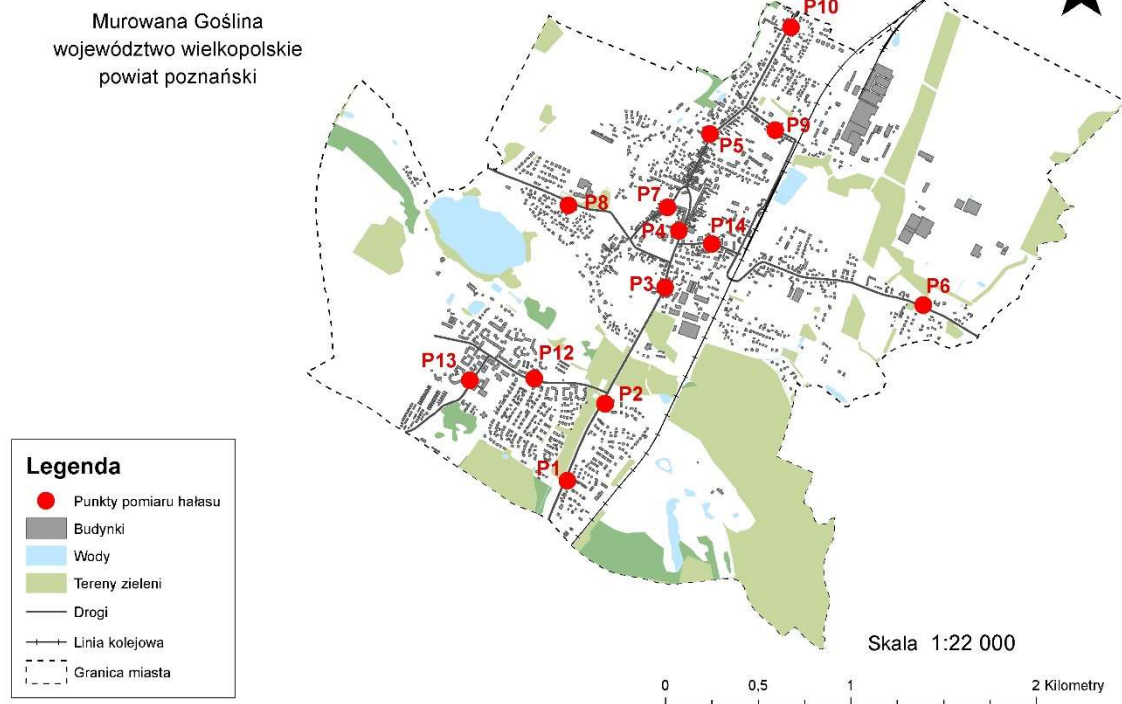 Murowana Goślina
województwo wielkopolskie
powiat poznański
P10
P9
P5
P8
P7
P4
P14
P3
P6
P13
P12
P2
P1
Legenda
Punkty pomiaru hałasu
Budynki
Wody
Tereny zieleni
Drogi
Linia kolejowa
Granica miasta
Skala 1:22 000
0 0,5 1 2 Kilometry